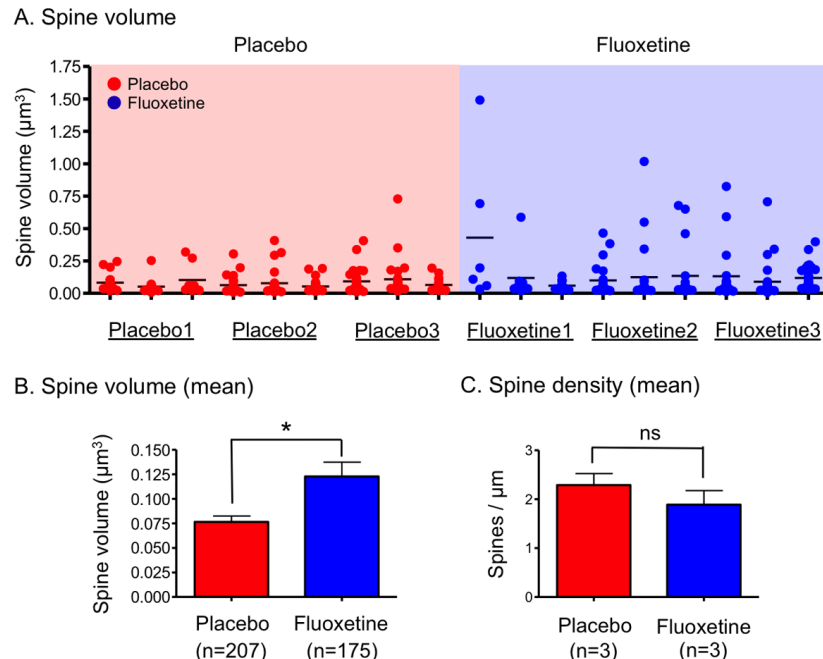 A. Spine volume
Placebo Fluoxetine
Spine volume (µm³)
1.75
1.50
1.25
1.00
0.75
0.50
0.25
0.00
Placebo
Fluoxetine
Placebo1 Placebo2 Placebo3 Fluoxetine1 Fluoxetine2 Fluoxetine3
B. Spine volume (mean)
Spine volume (µm³)
0.150
0.125
0.100
0.075
0.050
0.025
0.000
*
Placebo Fluoxetine
(n=207) (n=175)
C. Spine density (mean)
Spines / µm
3
2
1
0
ns
Placebo Fluoxetine
(n=3) (n=3)